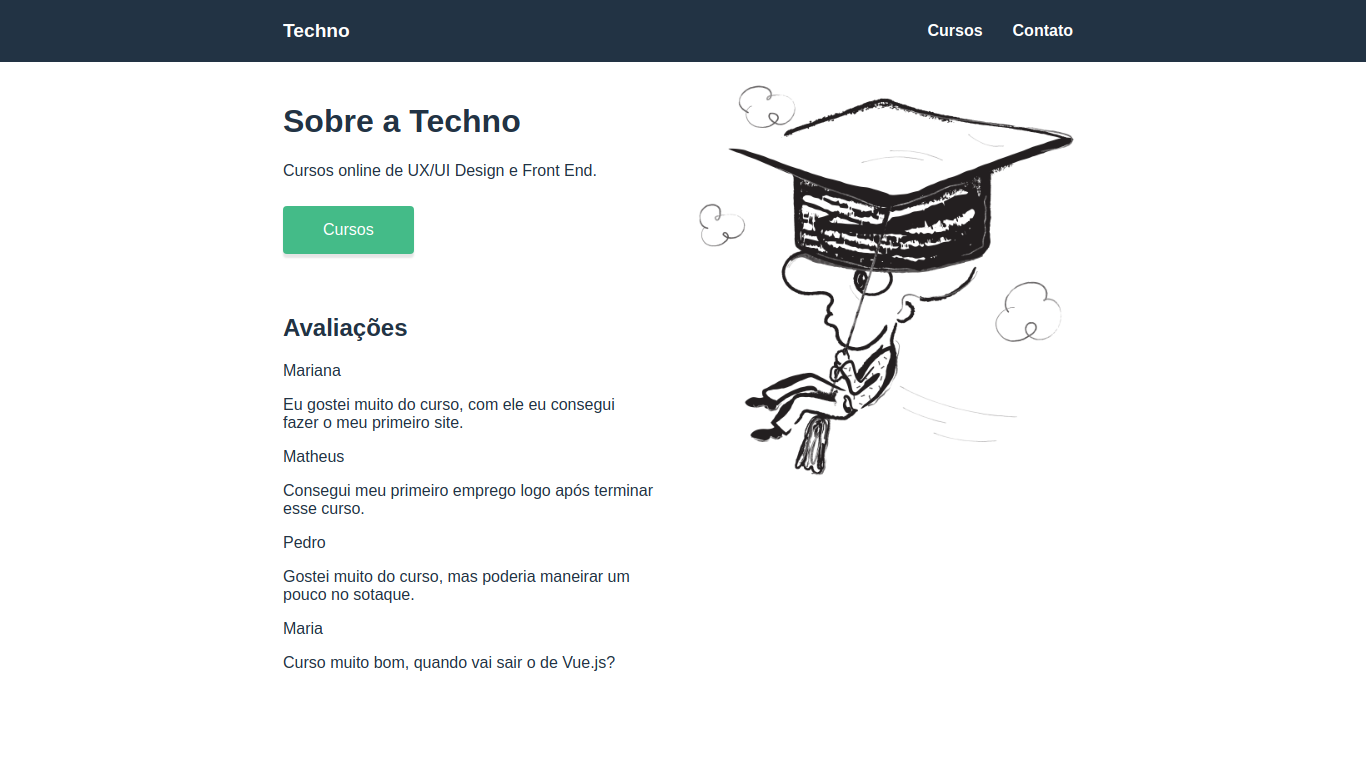 Techno
Cursos
Contato
Sobre a Techno
Cursos online de UX/UI Design e Front End.
Cursos
Avaliações
Mariana
Eu gostei muito do curso, com ele eu consegui
fazer o meu primeiro site.
Matheus
Consegui meu primeiro emprego logo após terminar
esse curso.
Pedro
Gostei muito do curso, mas poderia maneirar um
pouco no sotaque.
Maria
Curso muito bom, quando vai sair o de Vue.js?